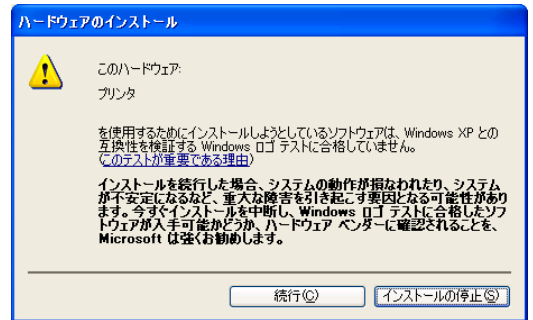 ハードウェアのインストール
このハードウェア:
プリンタ
を使用するためにインストールしようとしているソフトウェアは、Windows XP との
互換性を検証する Windows ロゴ テストに合格していません。
(このテストが重要である理由)
インストールを続行した場合、システムの動作が損なわれたり、システム
が不安定になるなど、重大な障害を引き起こす要因となる可能性があり
ます。今すぐインストールを中断し、Windows ロゴ テストに合格したソフ
トウェアが入手可能かどうか、ハードウェア ベンダーに確認されることを、
Microsoft は強くお勧めします。
続行(C) インストールの停止(S)